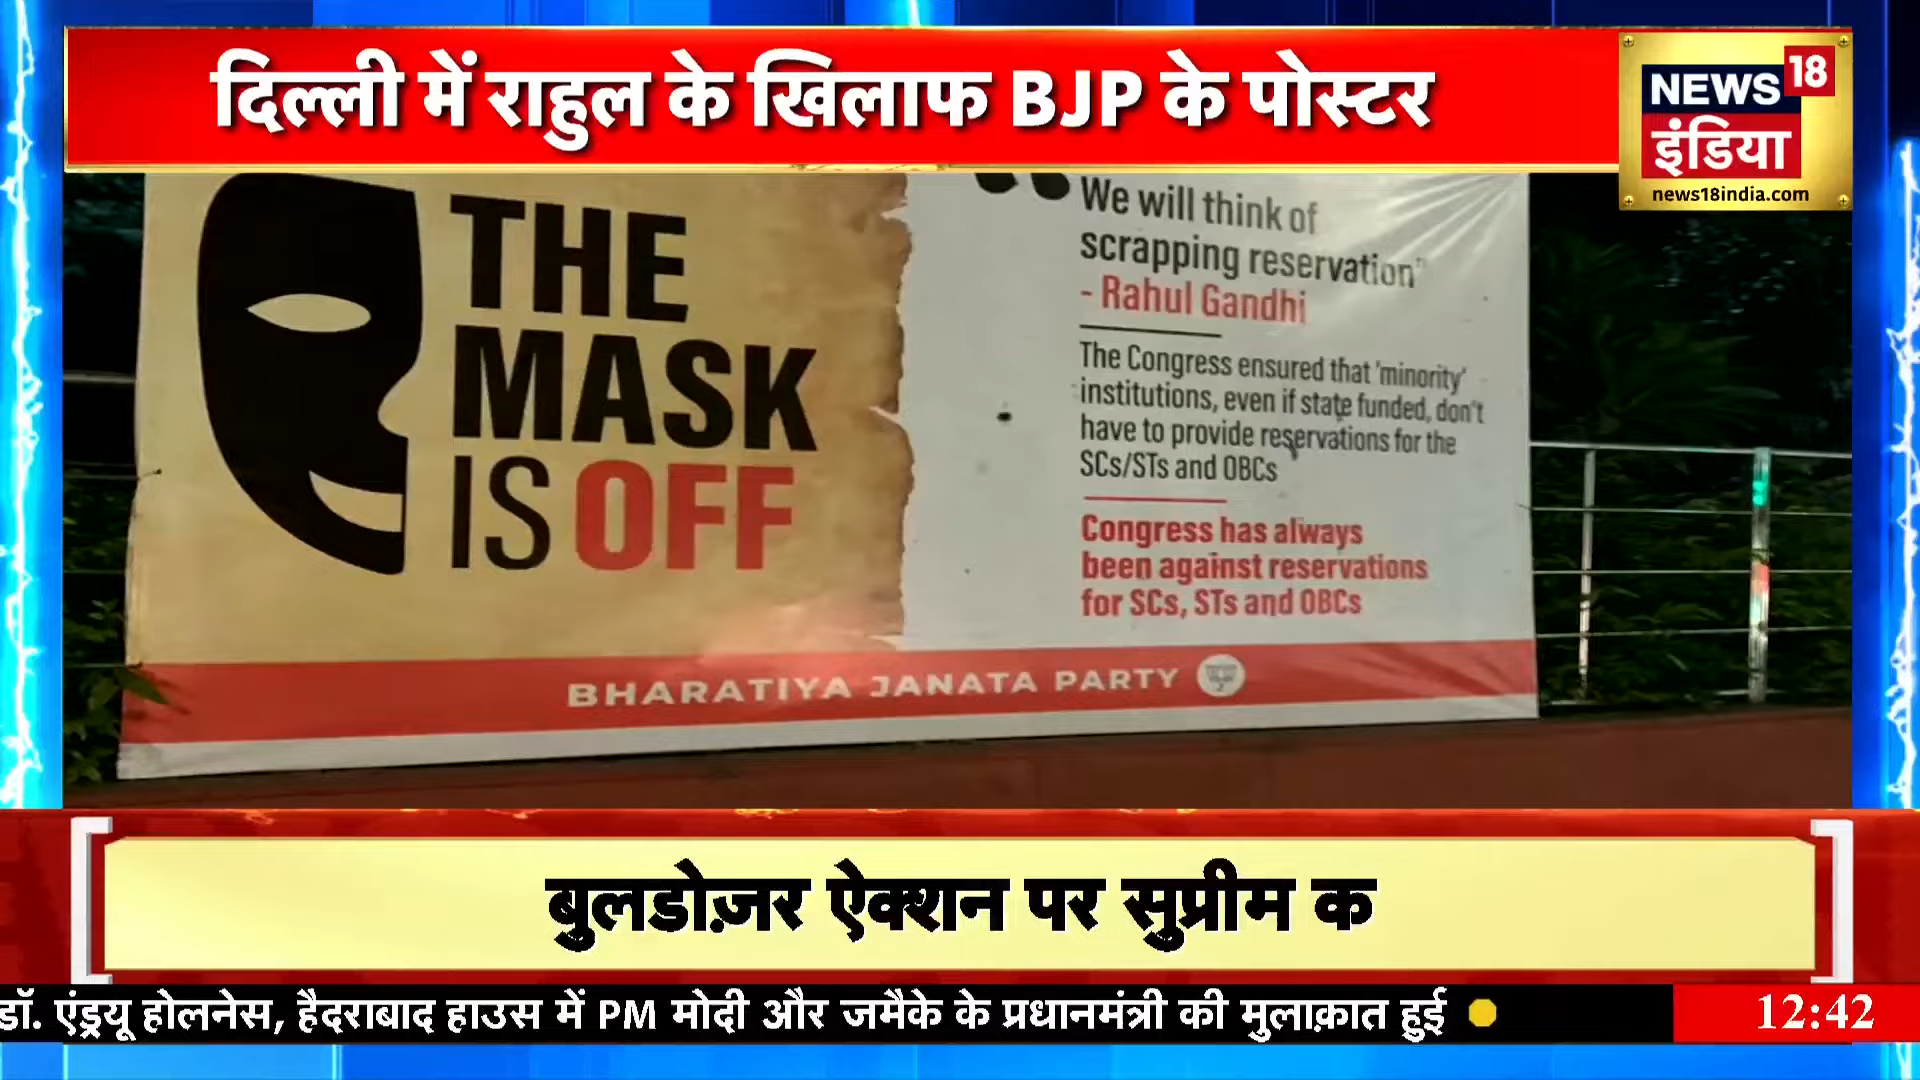 दिल्ली में राहुल के खिलाफ BJP के पोस्टर
NEWS 18
इंडिया
news18india.com
THE
MASK
IS OFF
We will think of
scrapping reservation"
- Rahul Gandhi
The Congress ensured that 'minority'
institutions, even if state funded, don't
have to provide reservations for the
SCs/STs and OBCs
Congress has always
been against reservations
for SCs, STs and OBCs
BHARATIYA JANATA PARTY
बुलडोज़र ऐक्शन पर सुप्रीम क
डॉ. एंड्रयू होलनेस, हैदराबाद हाउस में PM मोदी और जमैके के प्रधानमंत्री की मुलाक़ात हुई
12:42